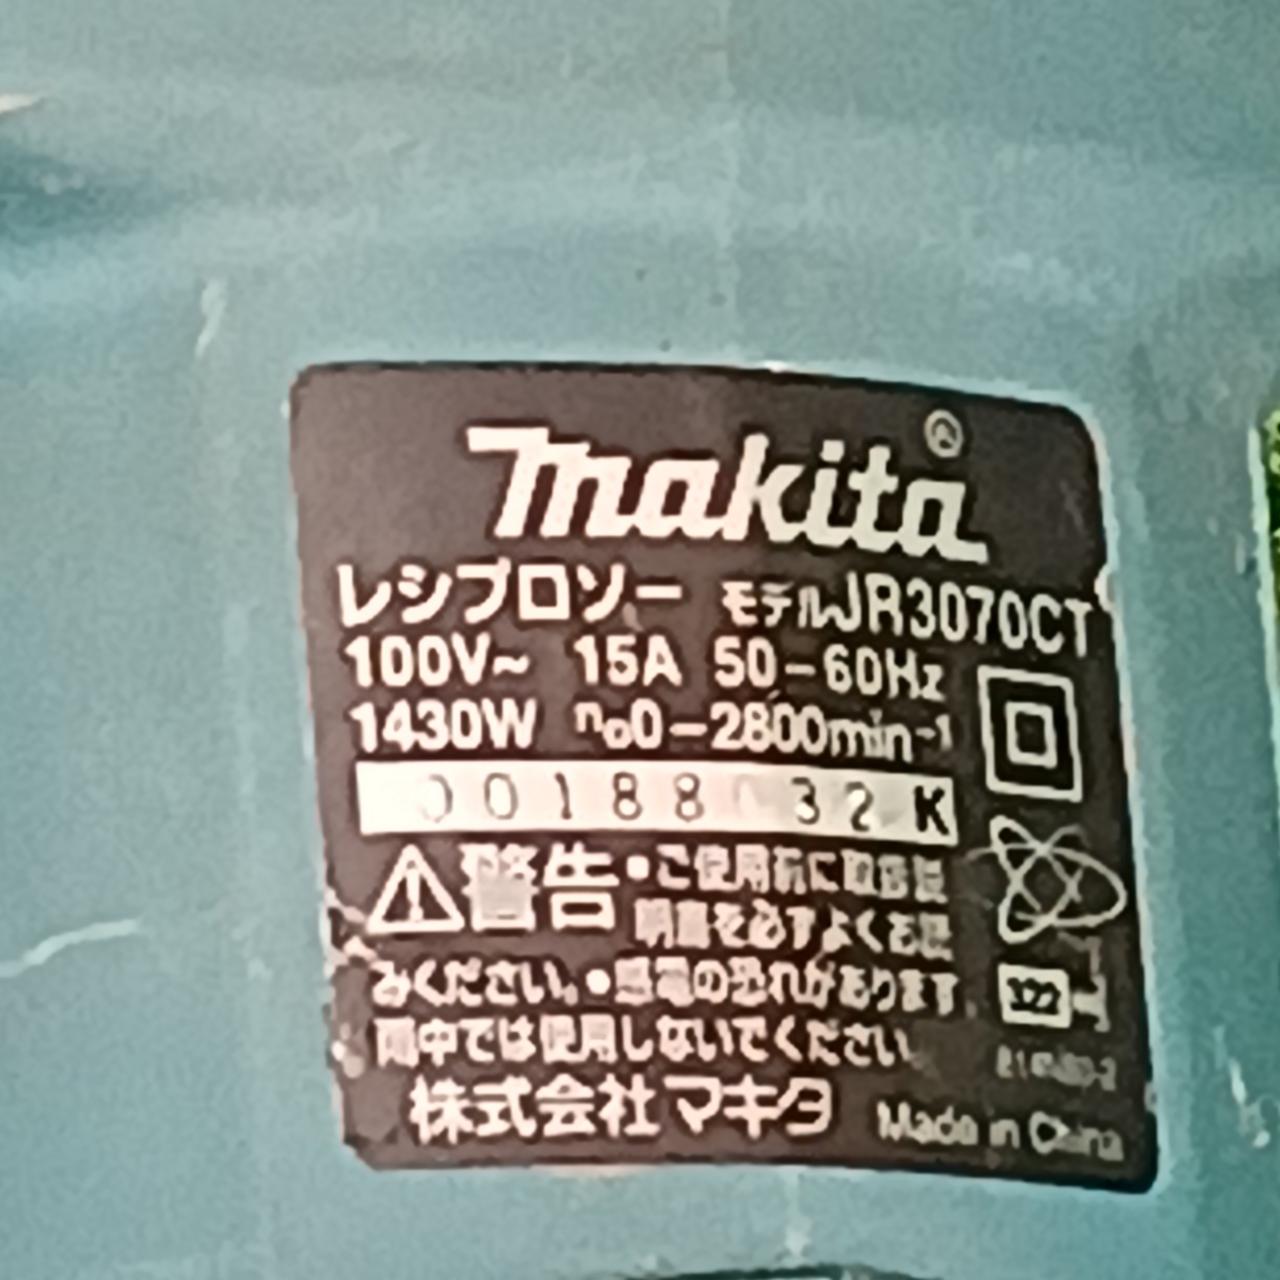 makita
レシプロソー モデルJR3070CT
100V~ 15A 50-60Hz
1430W n₀0-2800min⁻¹
00188 32 K
警告 •ご使用前に取扱説
明書を必ずよくお読
みください。•感電の恐れがあります。
雨中では使用しないでください
株式会社マキタ Made in China